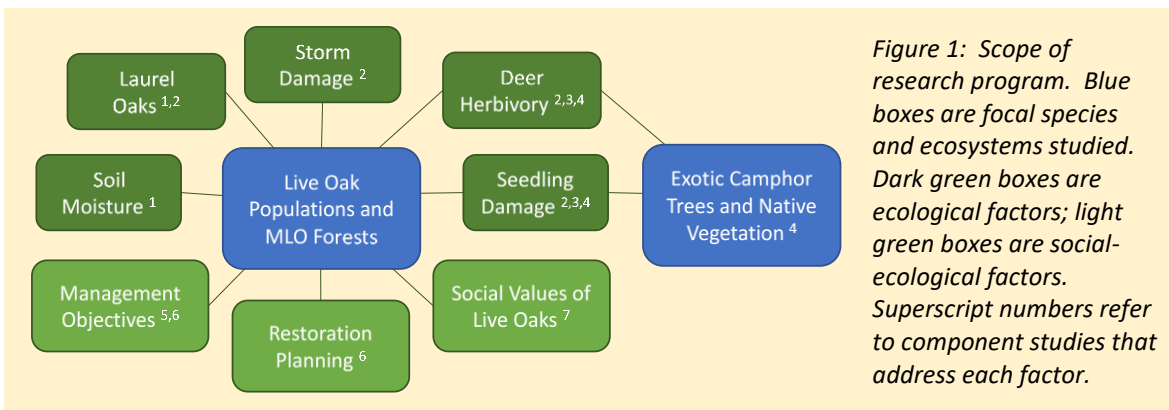 Storm
Damage 2
Laurel
Oaks 1,2
Deer
Herbivory 2,3,4
Soil
Moisture 1
Live Oak
Populations and
MLO Forests
Seedling
Damage 2,3,4
Exotic Camphor
Trees and Native
Vegetation 4
Management
Objectives 5,6
Restoration
Planning 6
Social Values of
Live Oaks 7
Figure 1: Scope of
research program. Blue
boxes are focal species
and ecosystems studied.
Dark green boxes are
ecological factors; light
green boxes are social-
ecological factors.
Superscript numbers refer
to component studies that
address each factor.